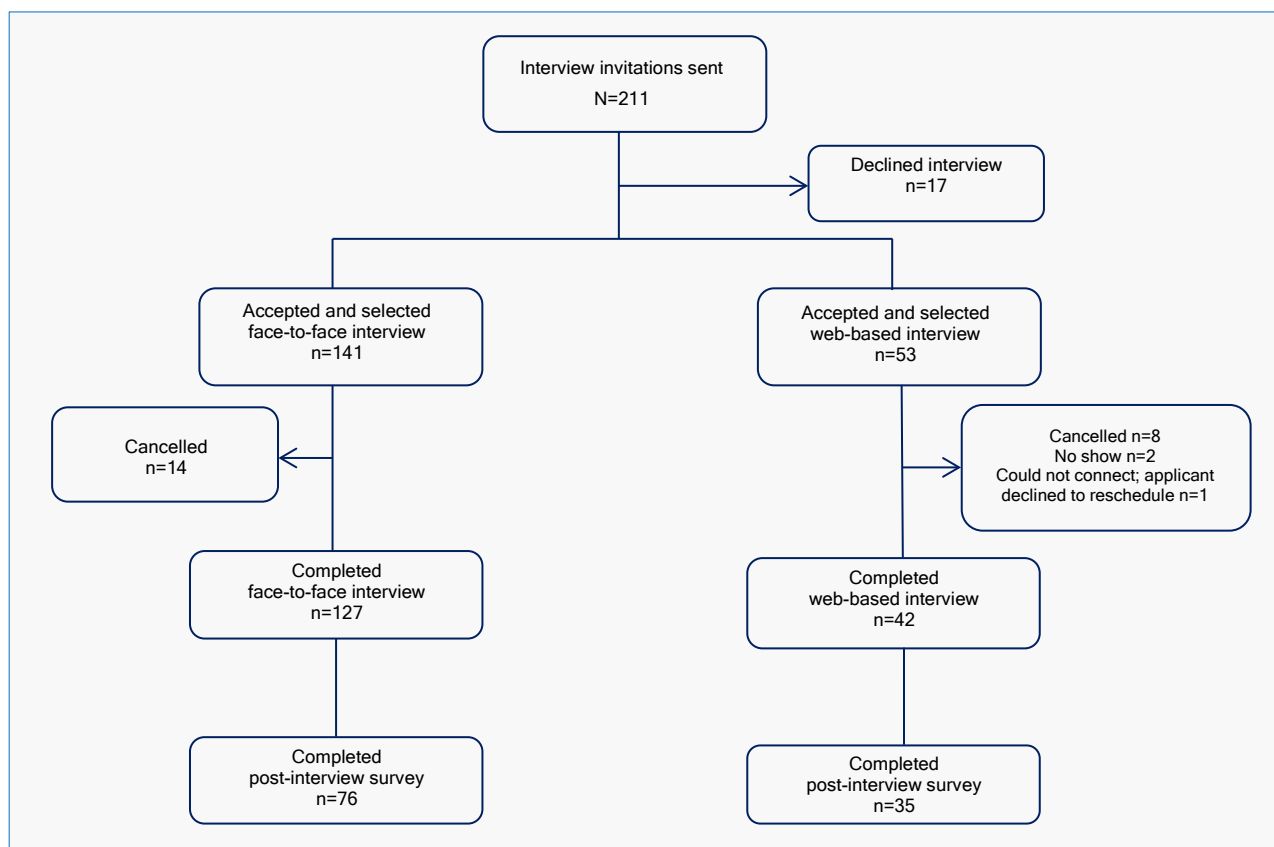 Interview invitations sent
N=211
Declined interview
n=17
Accepted and selected
face-to-face interview
n=141
Accepted and selected
web-based interview
n=53
Cancelled
n=14
Cancelled n=8
No show n=2
Could not connect; applicant
declined to reschedule n=1
Completed
face-to-face interview
n=127
Completed
web-based interview
n=42
Completed
post-interview survey
n=76
Completed
post-interview survey
n=35